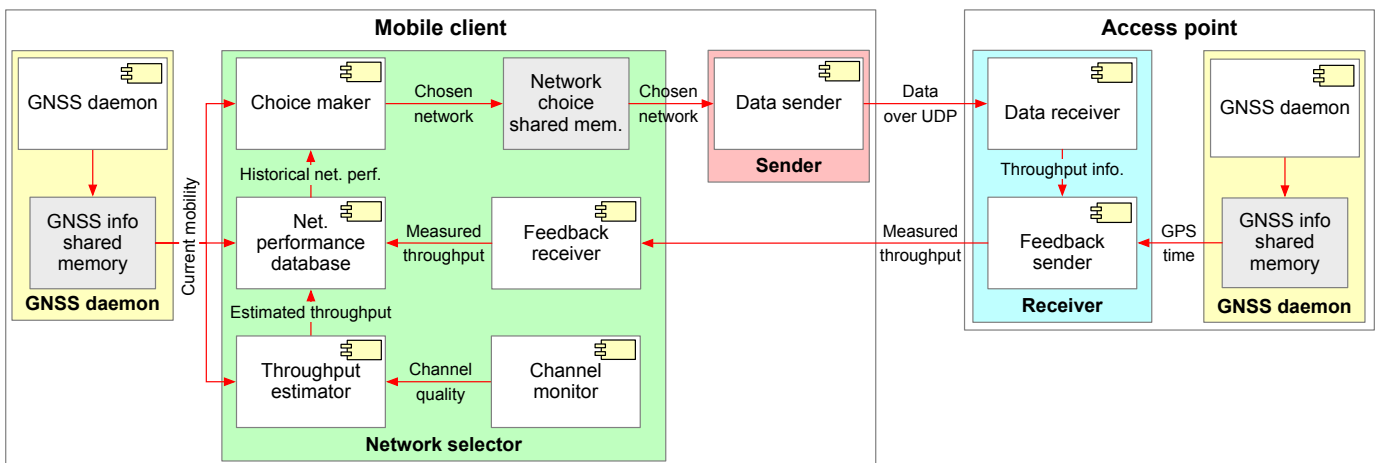 Mobile client
Access point
GNSS daemon
Choice maker
Chosen
network
Network
choice
shared mem.
Chosen
network
Data sender
Sender
Data
over UDP
Data receiver
GNSS daemon
Historical net. perf.
Throughput info.
Current mobility
GNSS info
shared
memory
GNSS daemon
Net.
performance
database
Measured
throughput
Feedback
receiver
Measured
throughput
Feedback
sender
Receiver
GPS
time
GNSS info
shared
memory
GNSS daemon
Estimated throughput
Throughput
estimator
Channel
quality
Channel
monitor
Network selector